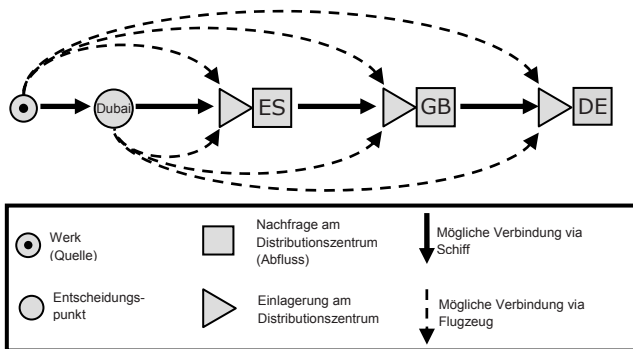 Dubai
ES
GB
DE
Werk
(Quelle)
Nachfrage am
Distributionszentrum
(Abfluss)
Mögliche Verbindung via
Schiff
Entscheidungs-
punkt
Einlagerung am
Distributionszentrum
Mögliche Verbindung via
Flugzeug